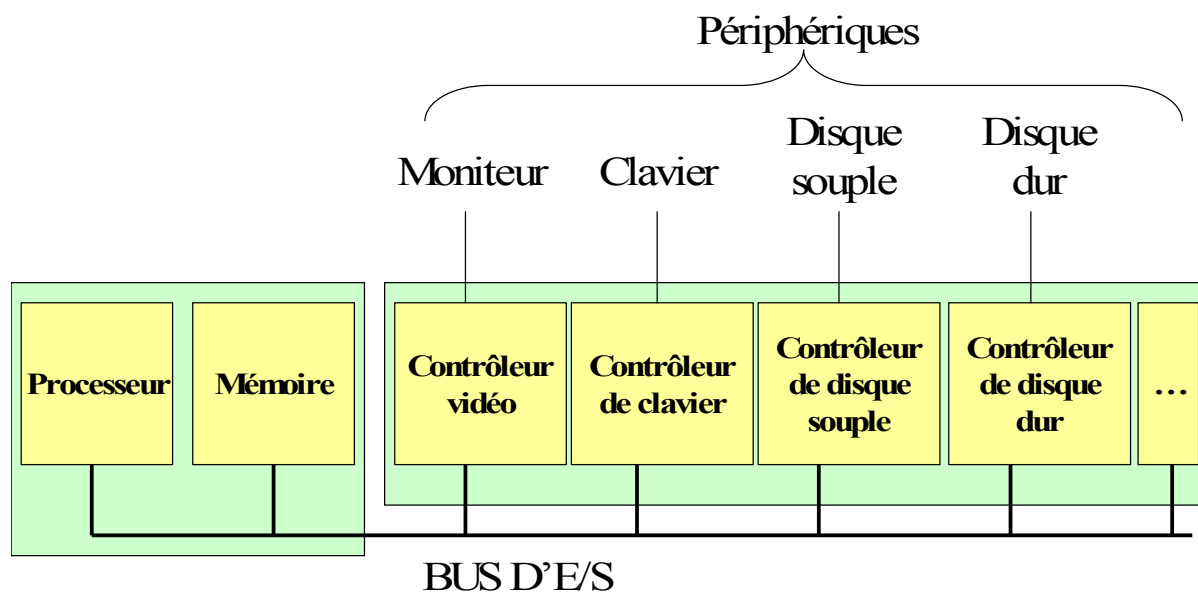 Périphériques
Moniteur
Clavier
Disque
souple
Disque
dur
Processeur
Mémoire
Contrôleur
vidéo
Contrôleur
de clavier
Contrôleur
de disque
souple
Contrôleur
de disque
dur
…
BUS D’E/S